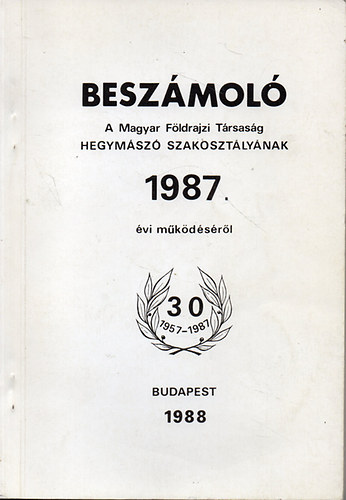 BESZÁMOLÓ
A Magyar Földrajzi Társaság
HEGYMÁSZÓ SZAKOSZTÁLYÁNAK
1987.
évi működéséről
30
1957-1987
BUDAPEST
1988